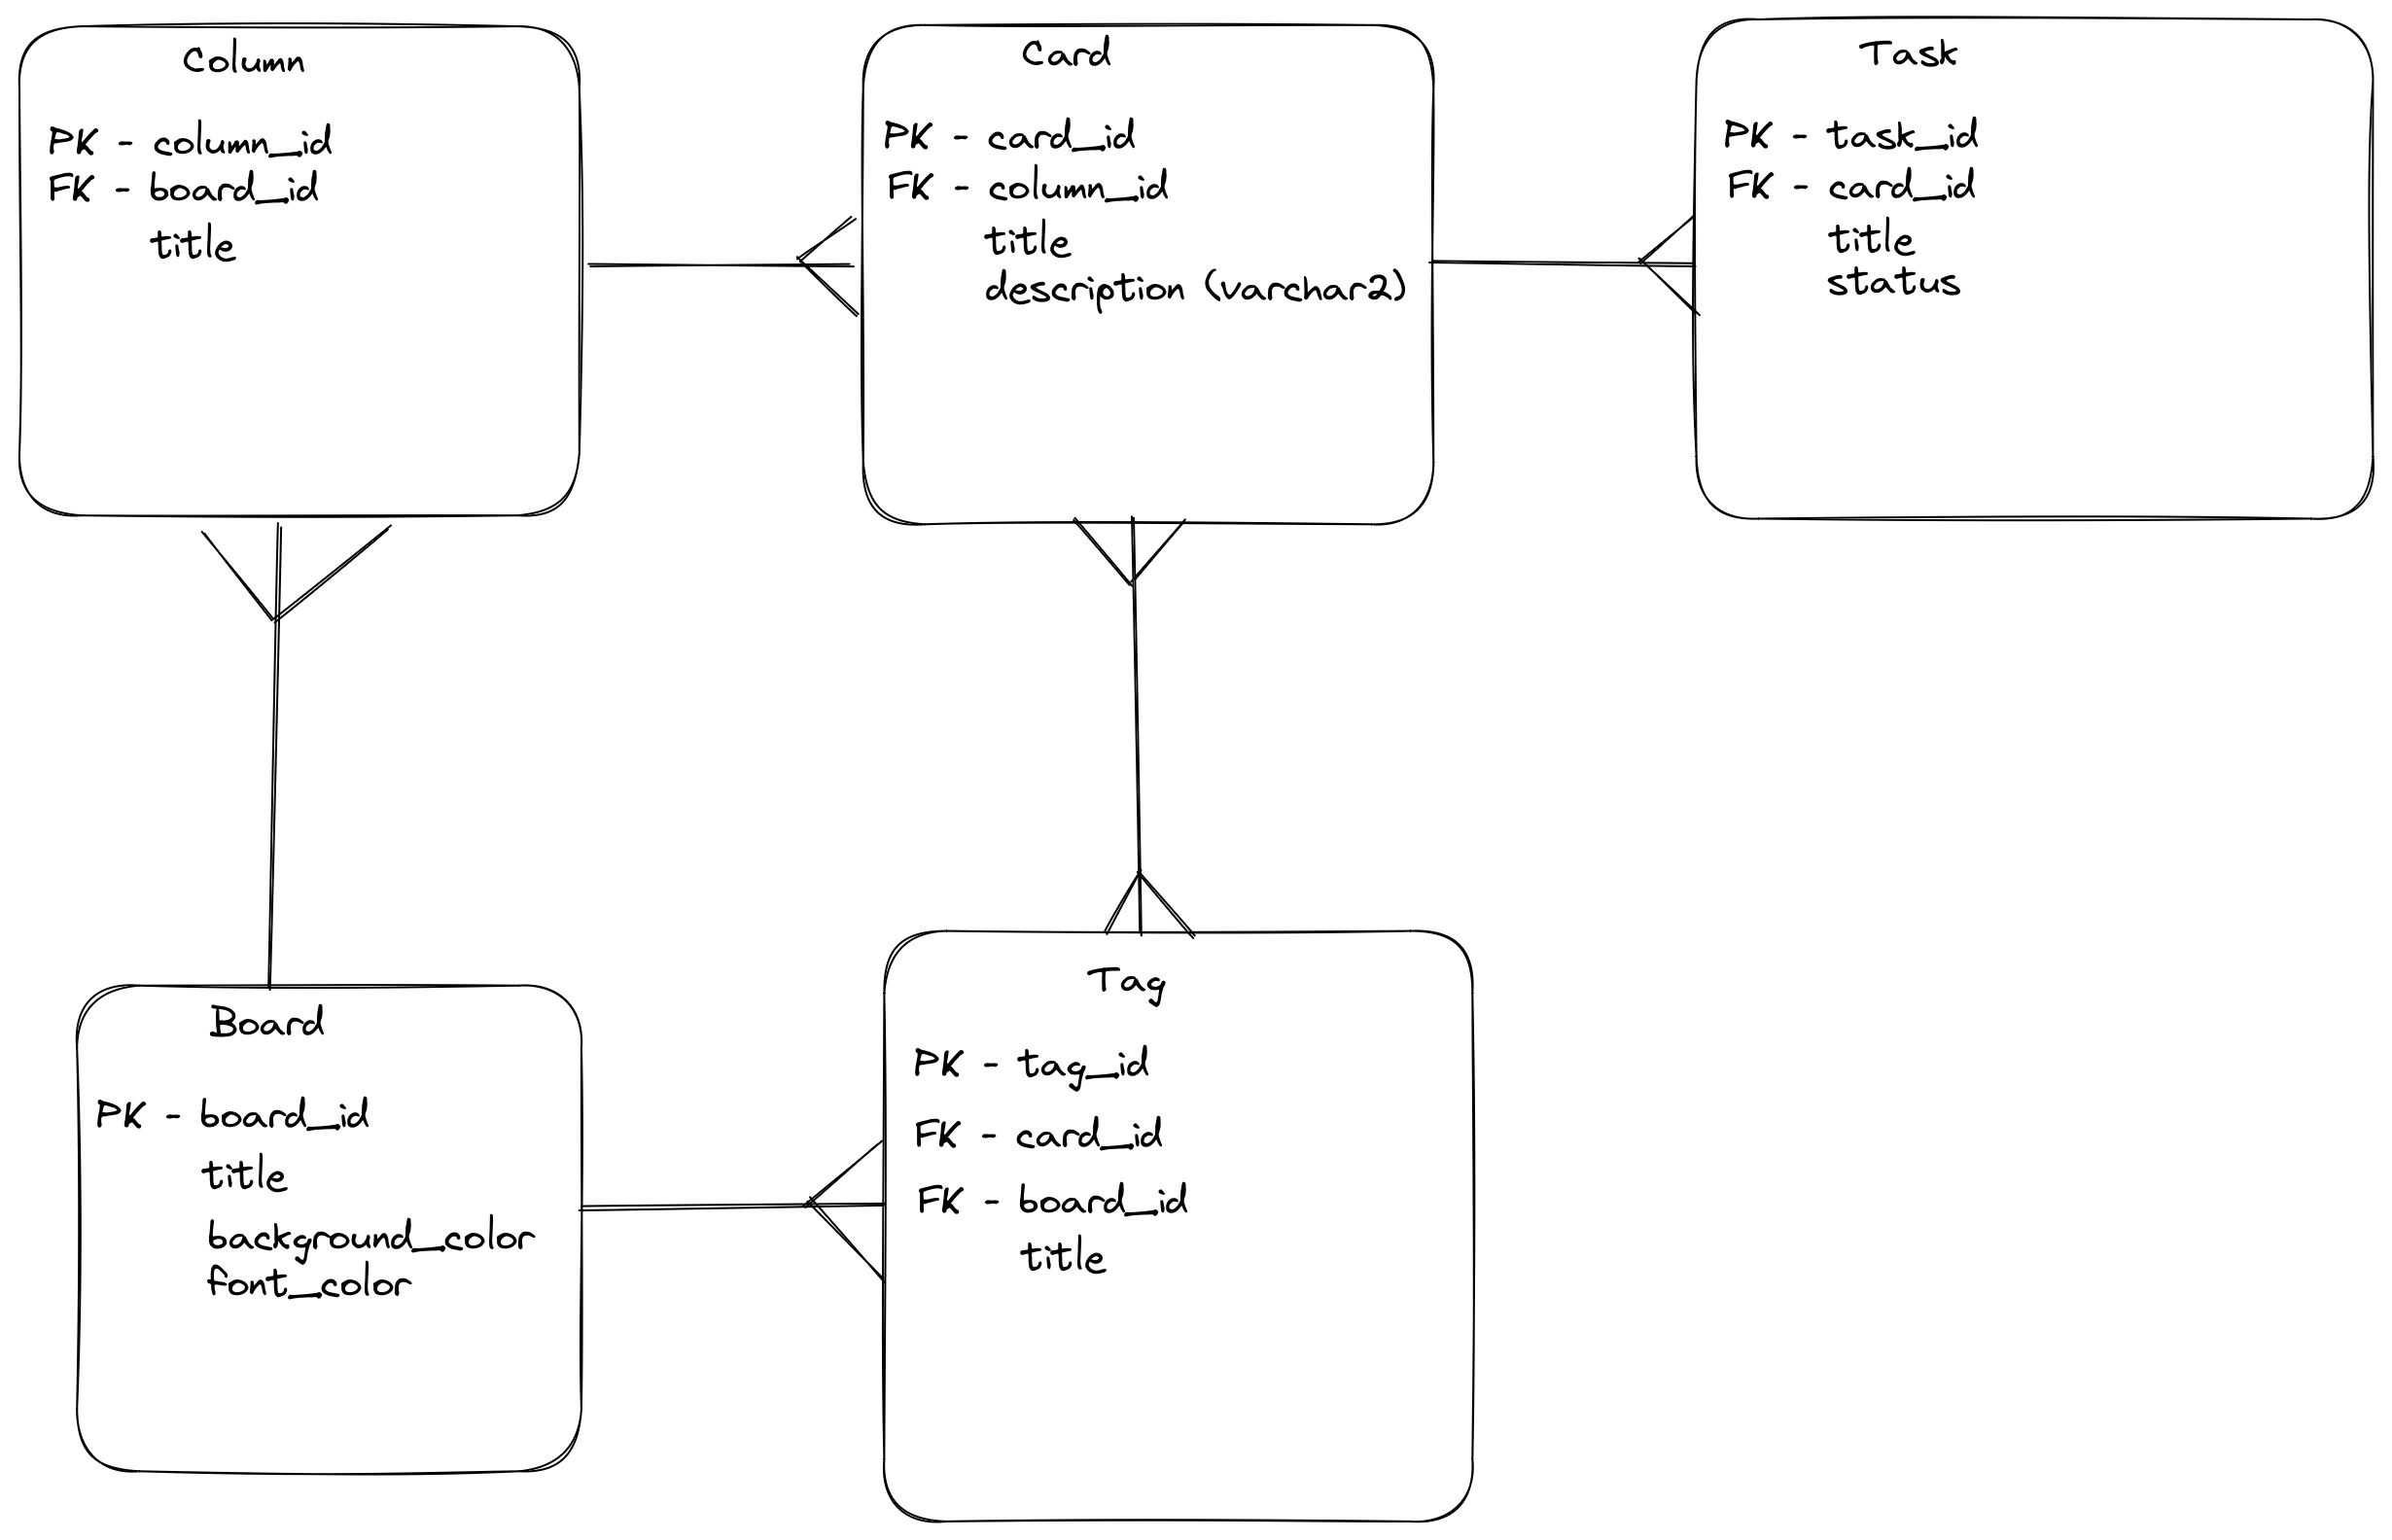 Column
PK - column_id
FK - board_id
title
Card
PK - card_id
FK - column_id
title
description (varchar2)
Task
PK - task_id
FK - card_id
title
status
Board
PK - board_id
title
background_color
font_color
Tag
PK - tag_id
FK - card_id
FK - board_id
title